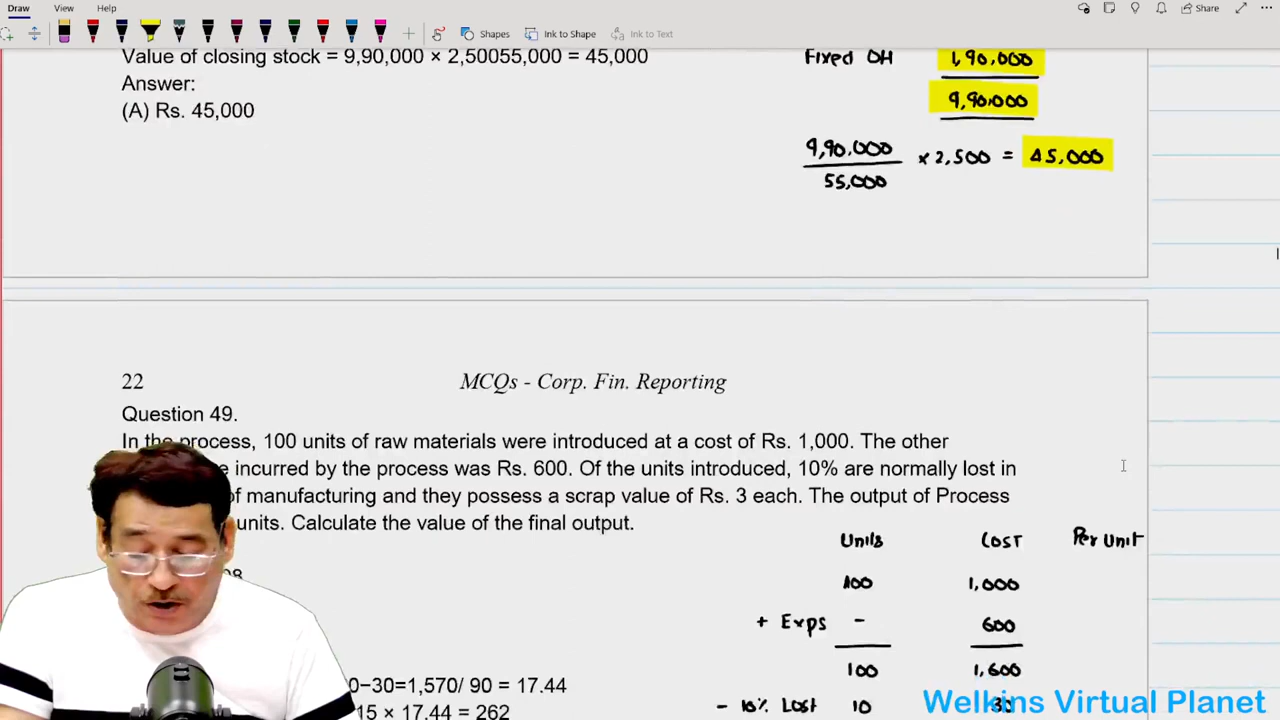 Draw View Help Share
Shapes Ink to Shape Ink to Text
Value of closing stock = 9,90,000 × 2,50055,000 = 45,000
Answer:
(A) Rs. 45,000
Fixed OH 1,90,000
9,90,000
9,90,000
55,000
× 2,500 = 45,000
22 MCQs - Corp. Fin. Reporting
Question 49.
In the process, 100 units of raw materials were introduced at a cost of Rs. 1,000. The other
incurred by the process was Rs. 600. Of the units introduced, 10% are normally lost in
of manufacturing and they possess a scrap value of Rs. 3 each. The output of Process
units. Calculate the value of the final output.
Units Cost Per Unit
100 1,000
+ Exps - 600
100 1,600
0–30=1,570/ 90 = 17.44
15 × 17.44 = 262
- 10% Lost 10 30
Welkins Virtual Planet